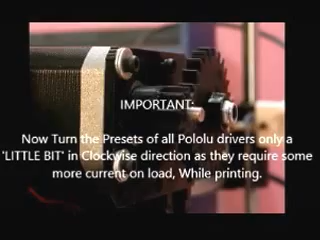 IMPORTANT:
Now Turn the Presets of all Pololu drivers only a
'LITTLE BIT' in Clockwise direction as they require some
more current on load, While printing.